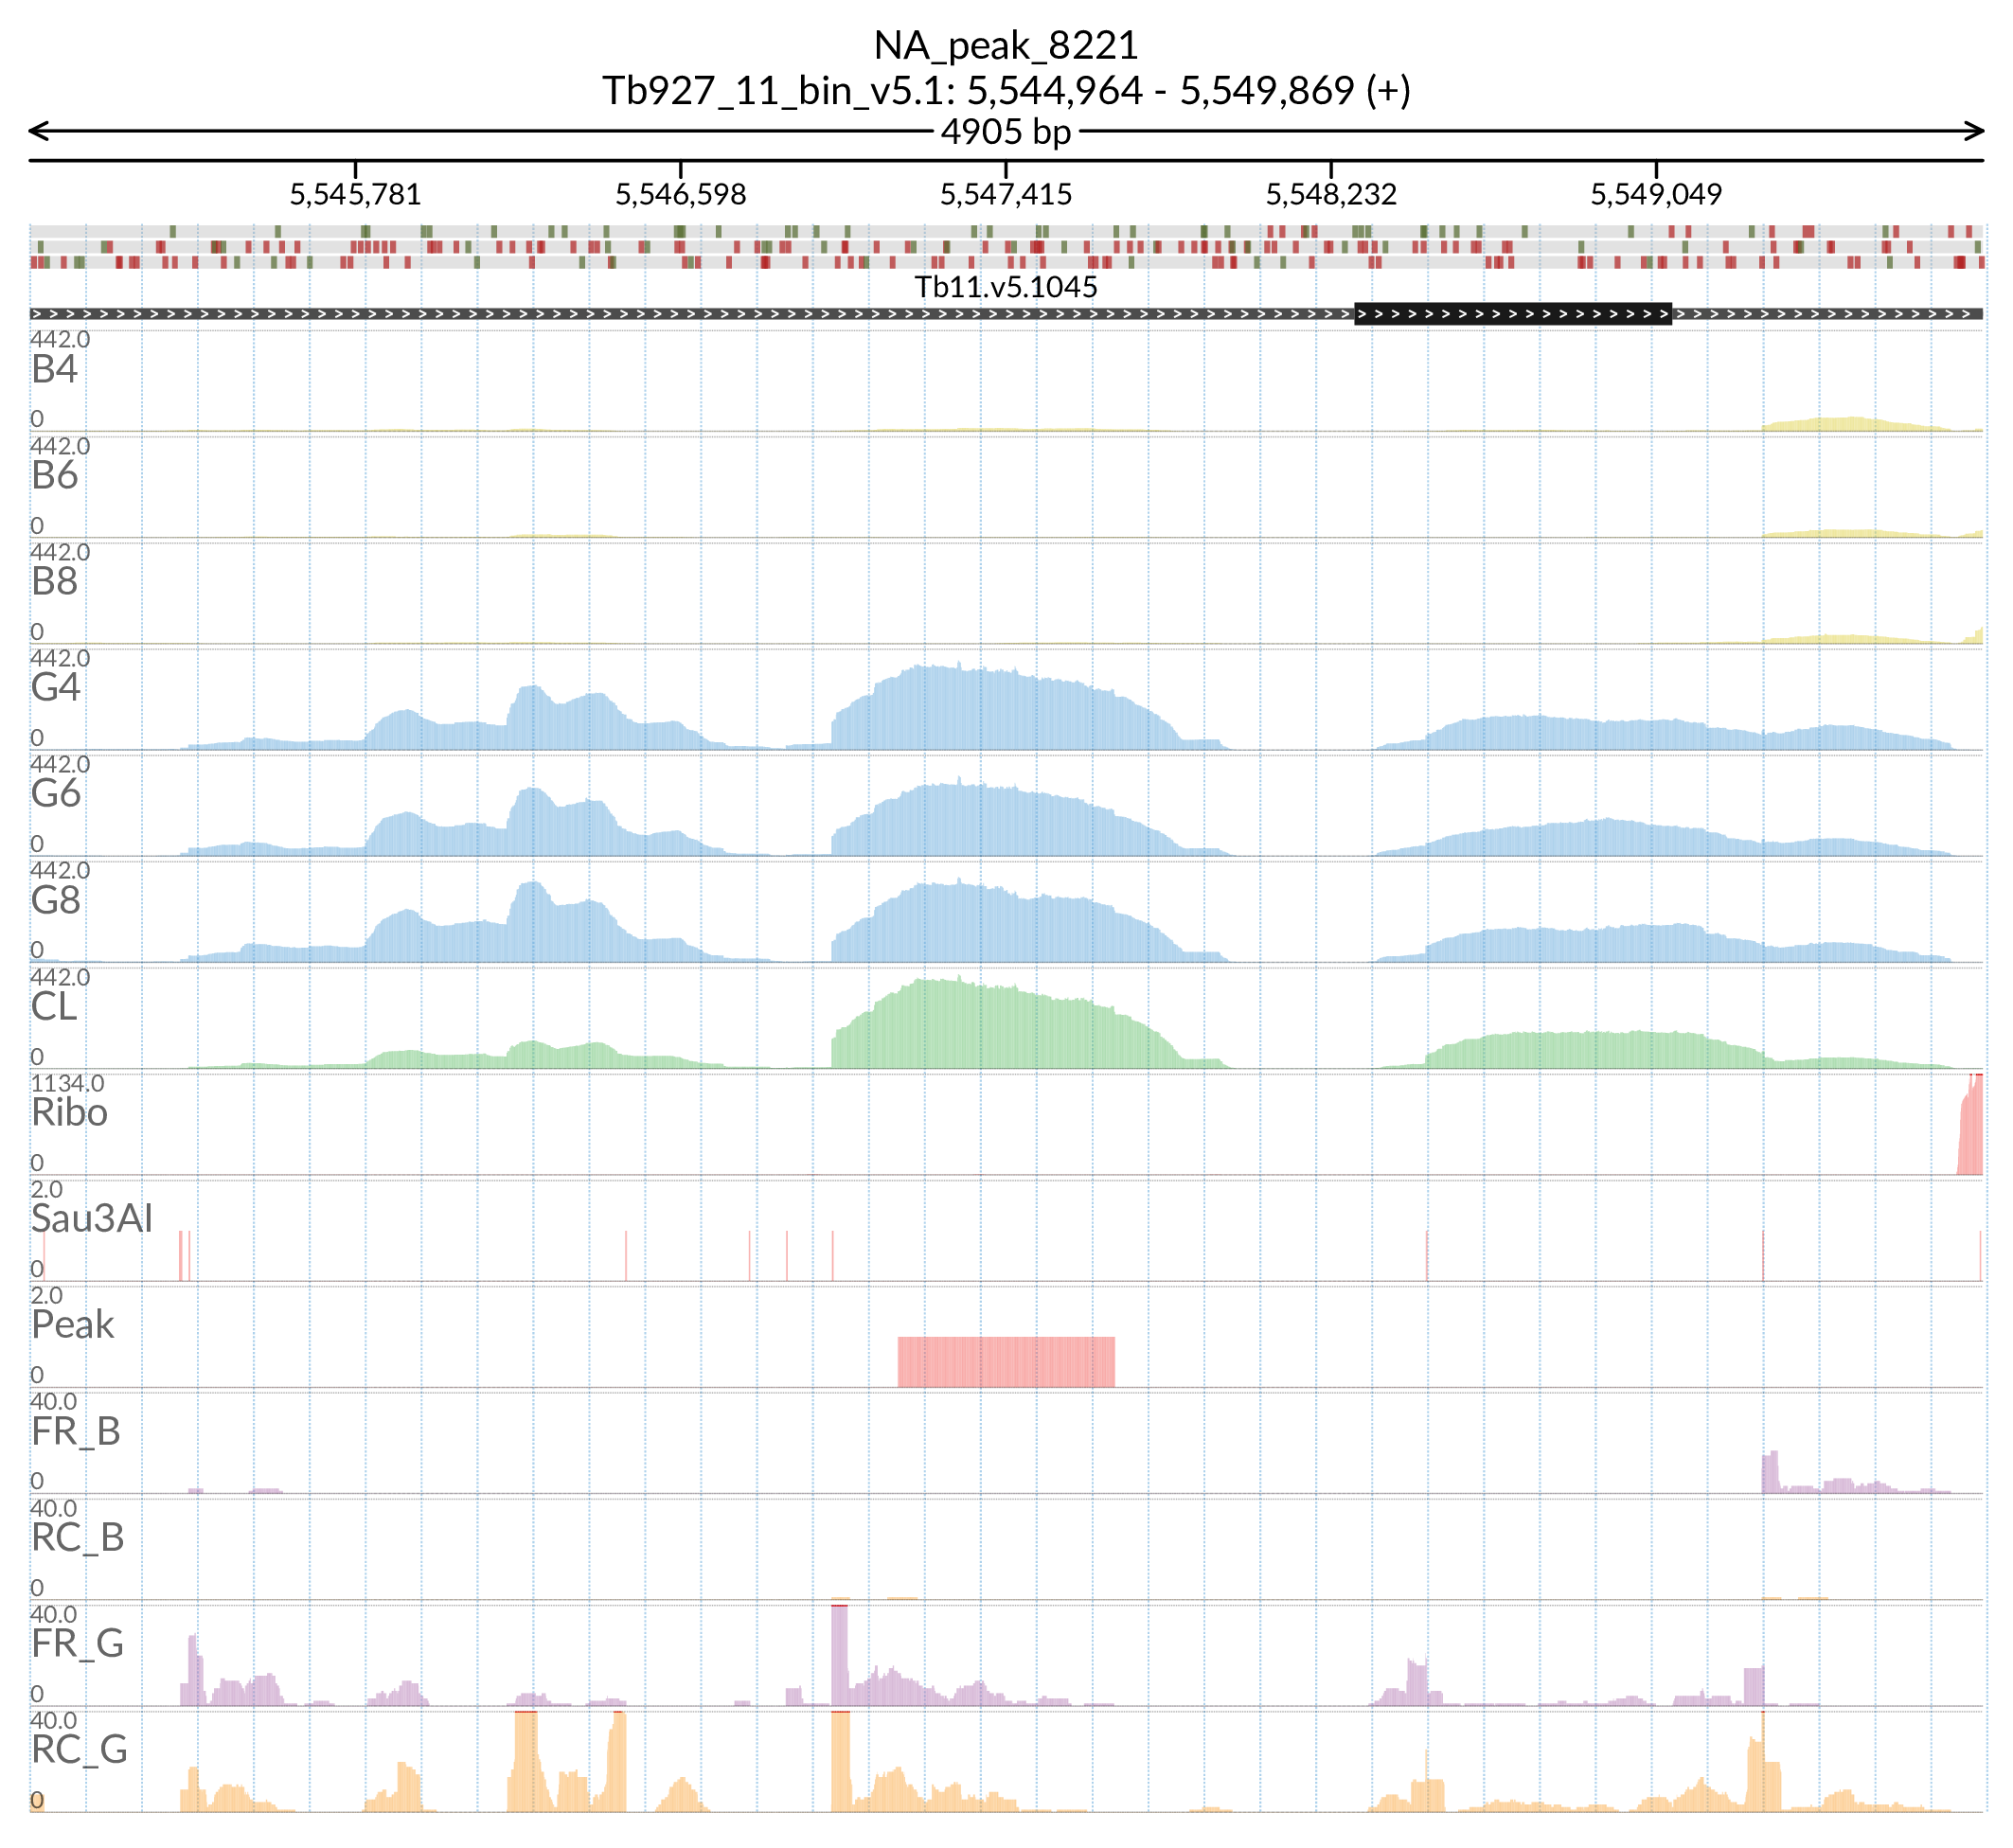 NA_peak_8221
Tb927_11_bin_v5.1: 5,544,964 - 5,549,869 (+)
4905 bp
5,545,781 5,546,598 5,547,415 5,548,232 5,549,049
Tb11.v5.1045
442.0
B4
0
442.0
B6
0
442.0
B8
0
442.0
G4
0
442.0
G6
0
442.0
G8
0
442.0
CL
0
1134.0
Ribo
0
2.0
Sau3AI
0
2.0
Peak
0
40.0
FR_B
0
40.0
RC_B
0
40.0
FR_G
0
40.0
RC_G
0